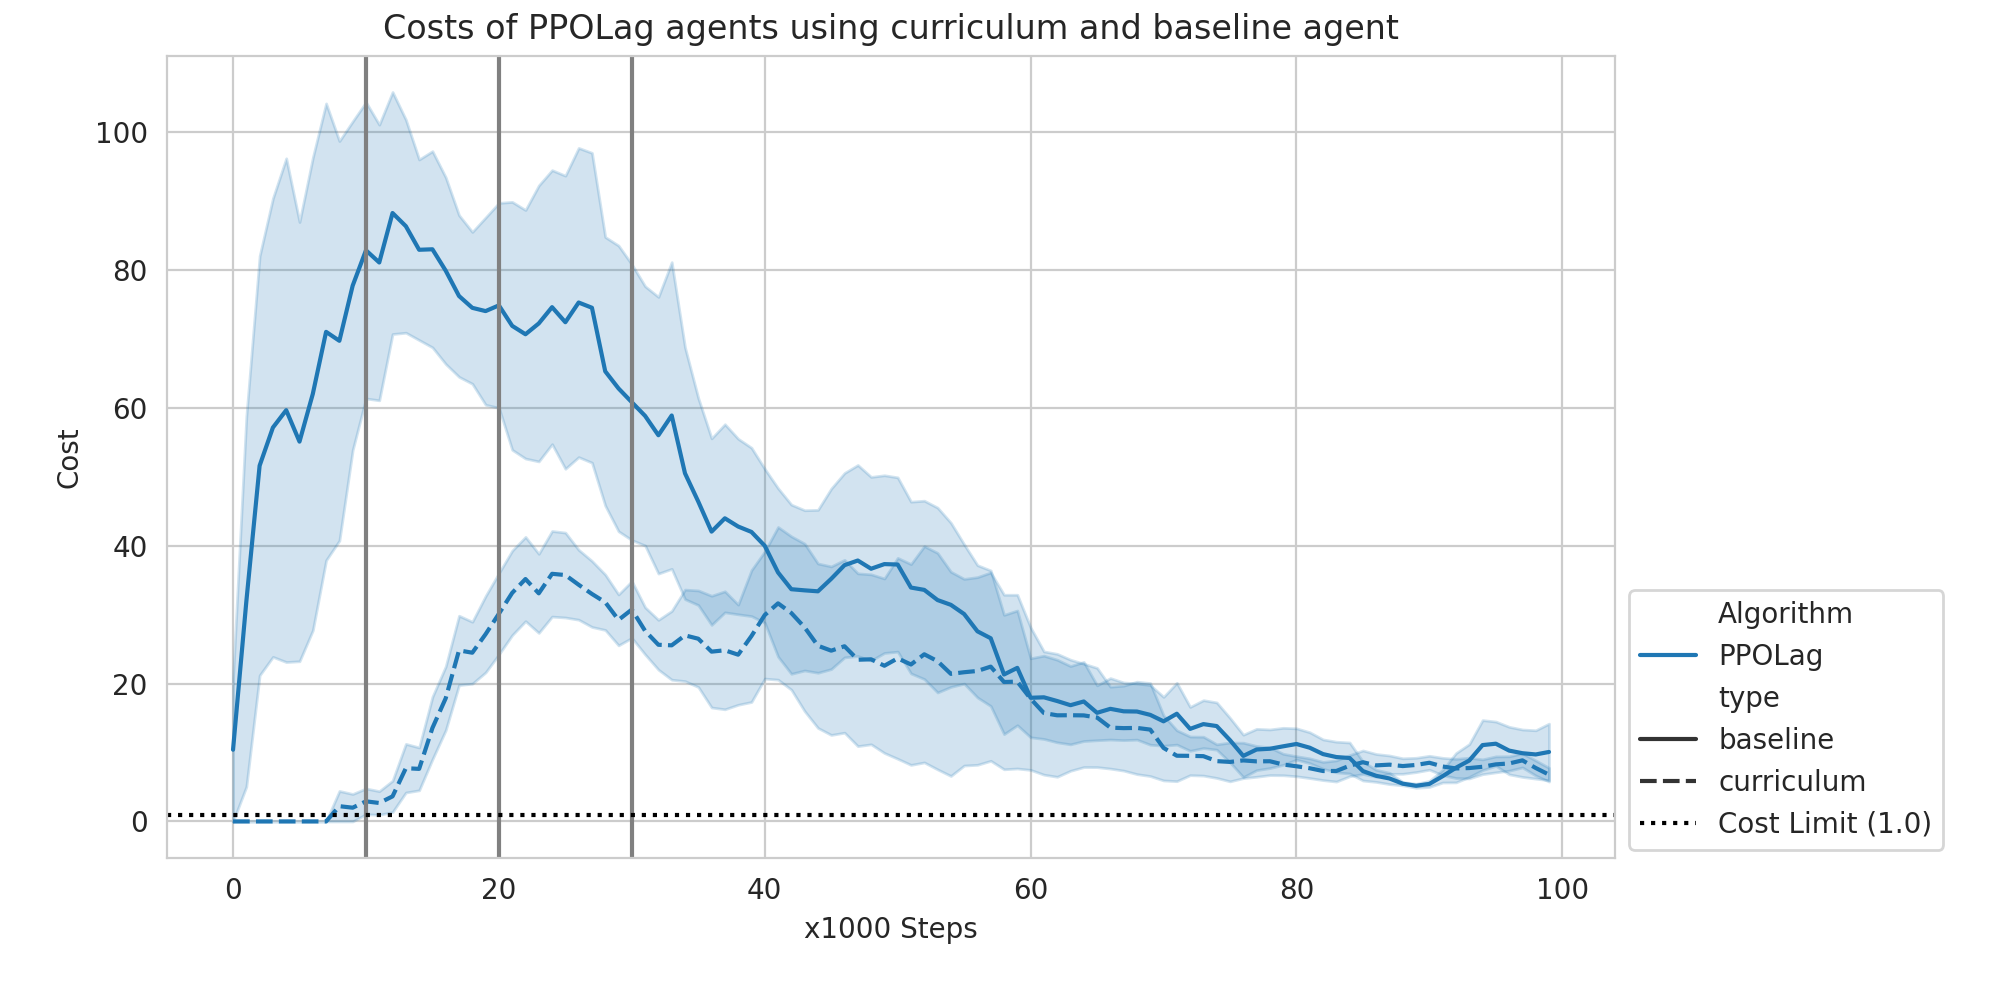 Costs of PPOLag agents using curriculum and baseline agent
100
80
60
40
20
0
Cost
0
20
40
60
80
100
x1000 Steps
Algorithm
PPOLag
type
baseline
curriculum
Cost Limit (1.0)